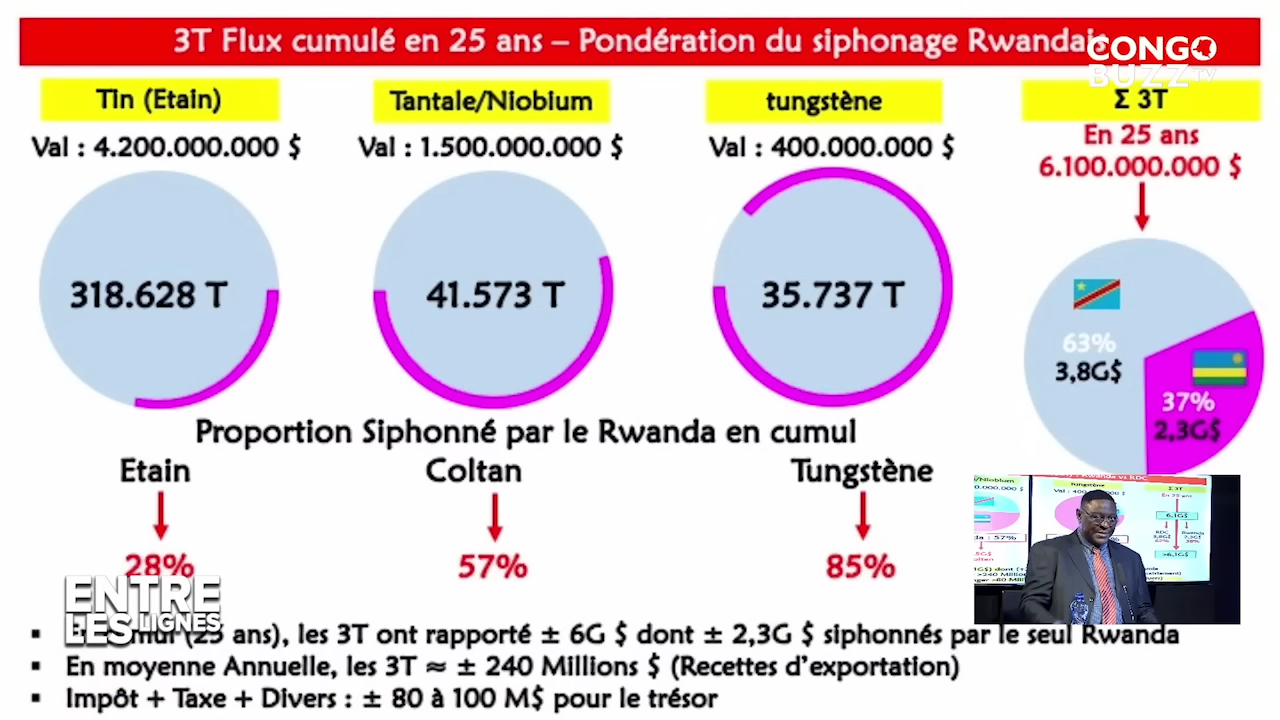 3T Flux cumulé en 25 ans – Pondération du siphonage Rwandais
CONGO
BUZZ TV
Tin (Etain)
Val : 4.200.000.000 $
318.628 T
Tantale/Niobium
Val : 1.500.000.000 $
41.573 T
tungstène
Val : 400.000.000 $
35.737 T
Σ 3T
En 25 ans
6.100.000.000 $
63%
3,8G$
37%
2,3G$
Proportion Siphonné par le Rwanda en cumul
Etain
28%
Coltan
57%
Tungstène
85%
ENTRE
LES LIGNES
▪ (25 ans), les 3T ont rapporté ± 6G $ dont ± 2,3G $ siphonnés par le seul Rwanda
▪ En moyenne Annuelle, les 3T ≈ ± 240 Millions $ (Recettes d'exportation)
▪ Impôt + Taxe + Divers : ± 80 à 100 M$ pour le trésor